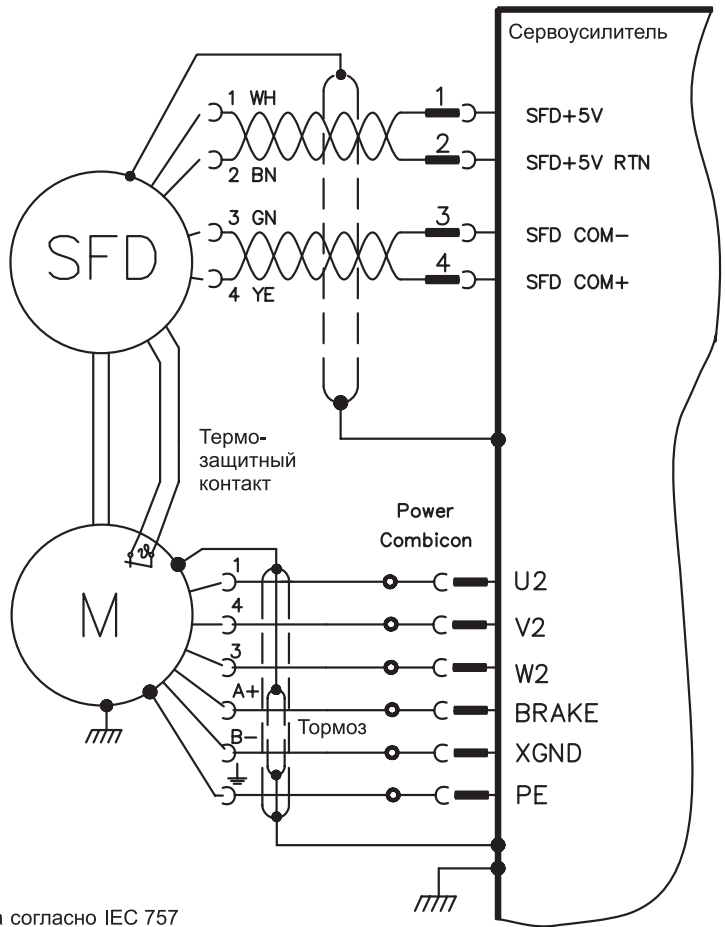 Сервоусилитель
1 WH
1
SFD+5V
2
SFD+5V RTN
2 BN
3 GN
3
SFD COM-
SFD
4
SFD COM+
4 YE
Термо-
защитный
контакт
Power
Combicon
1
U2
4
V2
M
3
W2
A+
BRAKE
Тормоз
B-
XGND
PE
согласно IEC 757